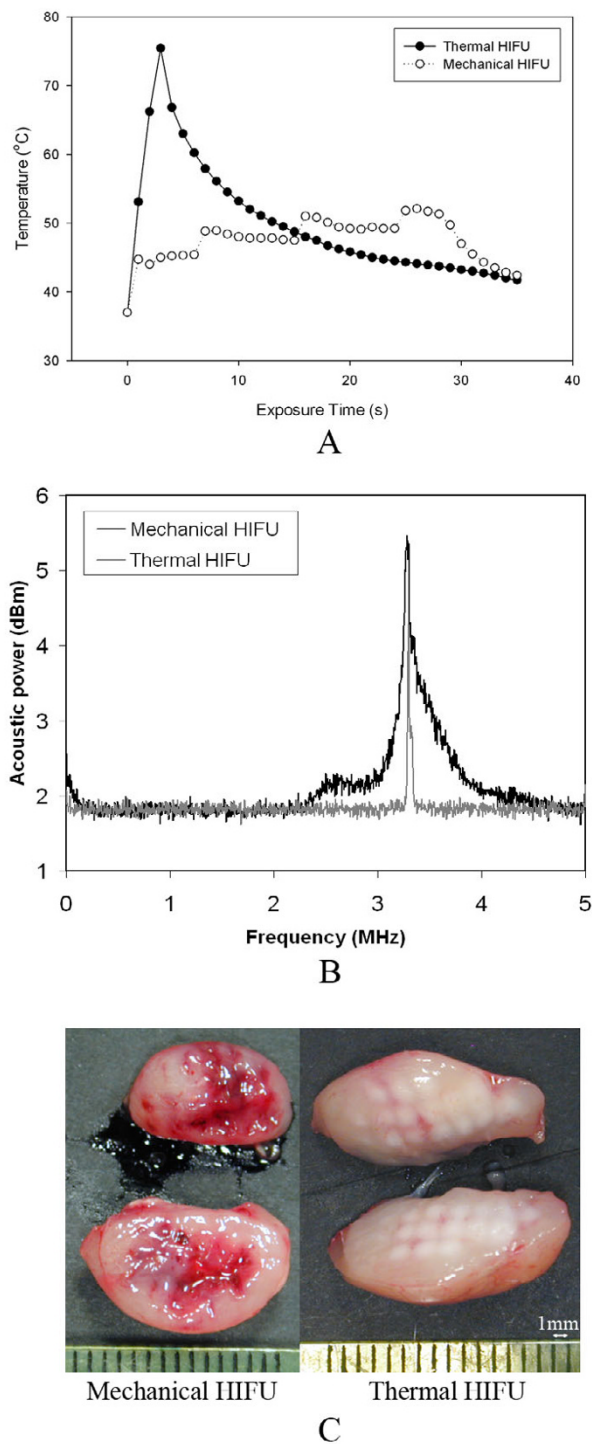 80
70
60
50
40
30
Temperature (°C)
Thermal HIFU
Mechanical HIFU
0 10 20 30 40
Exposure Time (s)
A
6
5
4
3
2
1
Acoustic power (dBm)
Mechanical HIFU
Thermal HIFU
0 1 2 3 4 5
Frequency (MHz)
B
1mm
Mechanical HIFU Thermal HIFU
C